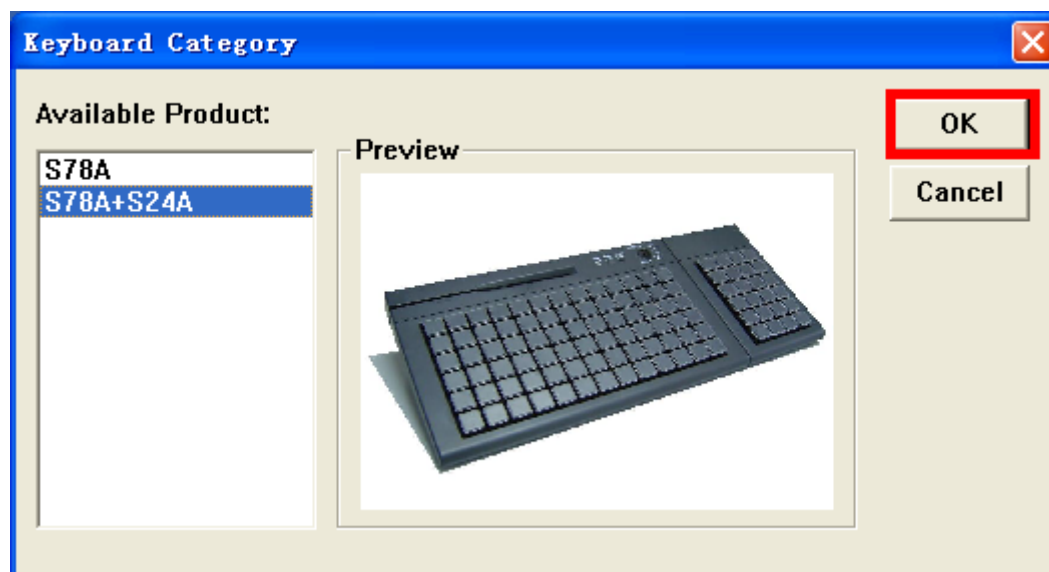 Keyboard Category
Available Product:
S78A
S78A+S24A
Preview
OK
Cancel